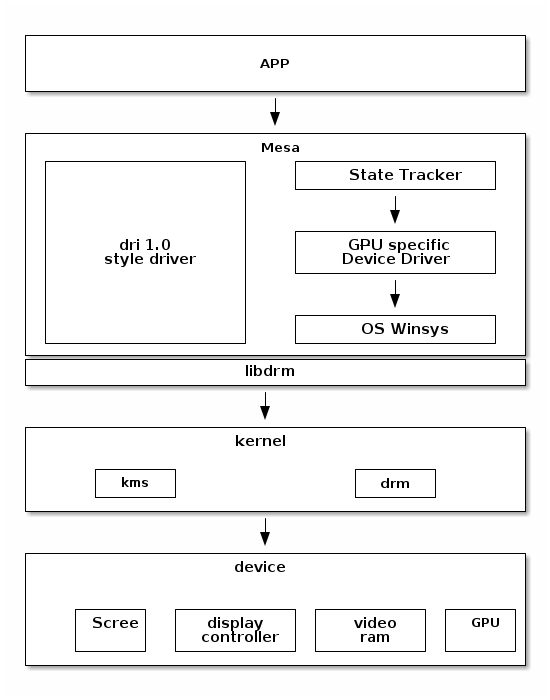 APP
Mesa
dri 1.0
style driver
State Tracker
GPU specific
Device Driver
OS Winsys
libdrm
kernel
kms
drm
device
Scree
display
controller
video
ram
GPU